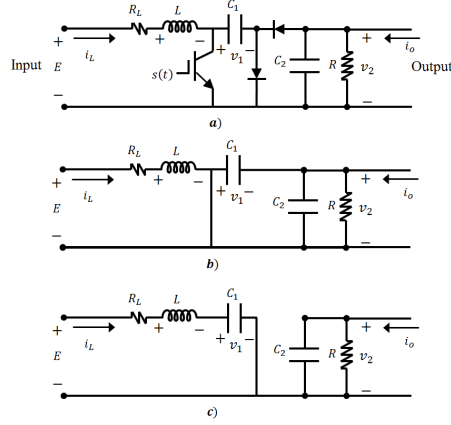 R_L L C_1
+ i_L + − + v_1 − C_2 R + v_2 − i_o
Input E s(t) Output
−
a)
R_L L C_1
+ i_L + − + v_1 − C_2 R + v_2 − i_o
E
−
b)
R_L L C_1
+ i_L + − + v_1 − C_2 R + v_2 − i_o
E
−
c)